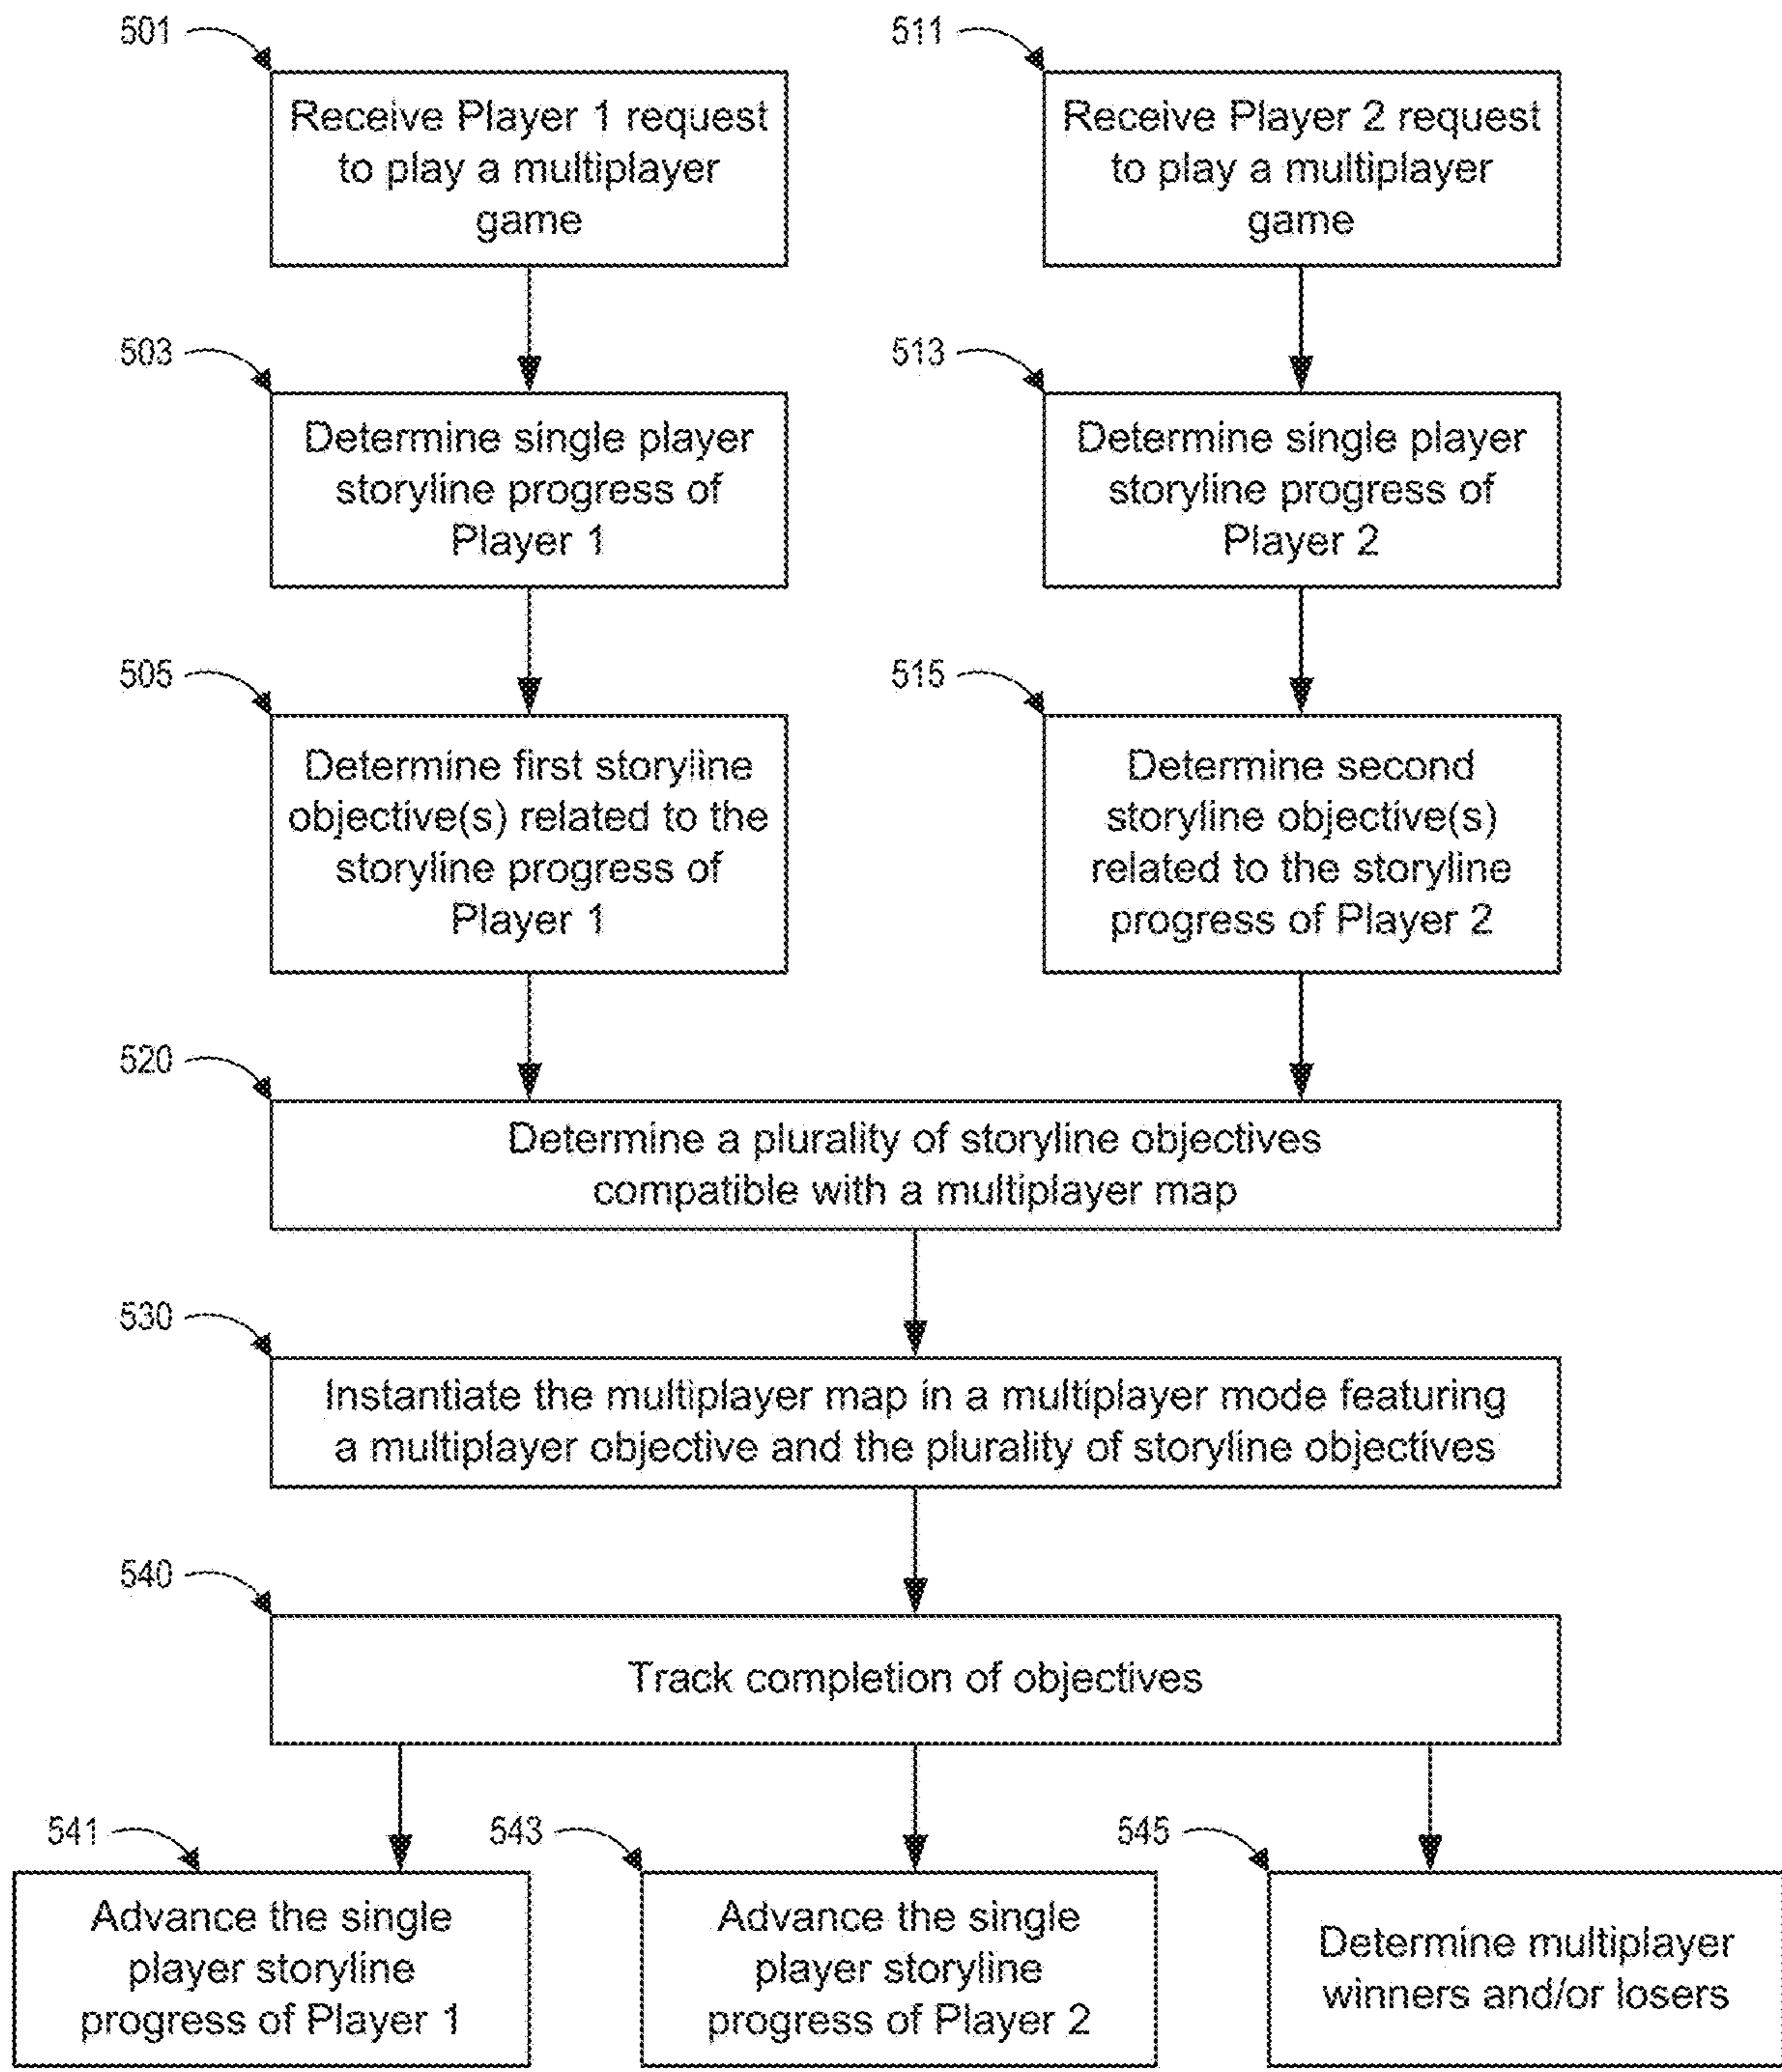 501
Receive Player 1 request
to play a multiplayer
game
511
Receive Player 2 request
to play a multiplayer
game
503
Determine single player
storyline progress of
Player 1
513
Determine single player
storyline progress of
Player 2
505
Determine first storyline
objective(s) related to the
storyline progress of
Player 1
515
Determine second
storyline objective(s)
related to the storyline
progress of Player 2
520
Determine a plurality of storyline objectives
compatible with a multiplayer map
530
Instantiate the multiplayer map in a multiplayer mode featuring
a multiplayer objective and the plurality of storyline objectives
540
Track completion of objectives
541
Advance the single
player storyline
progress of Player 1
543
Advance the single
player storyline
progress of Player 2
545
Determine multiplayer
winners and/or losers